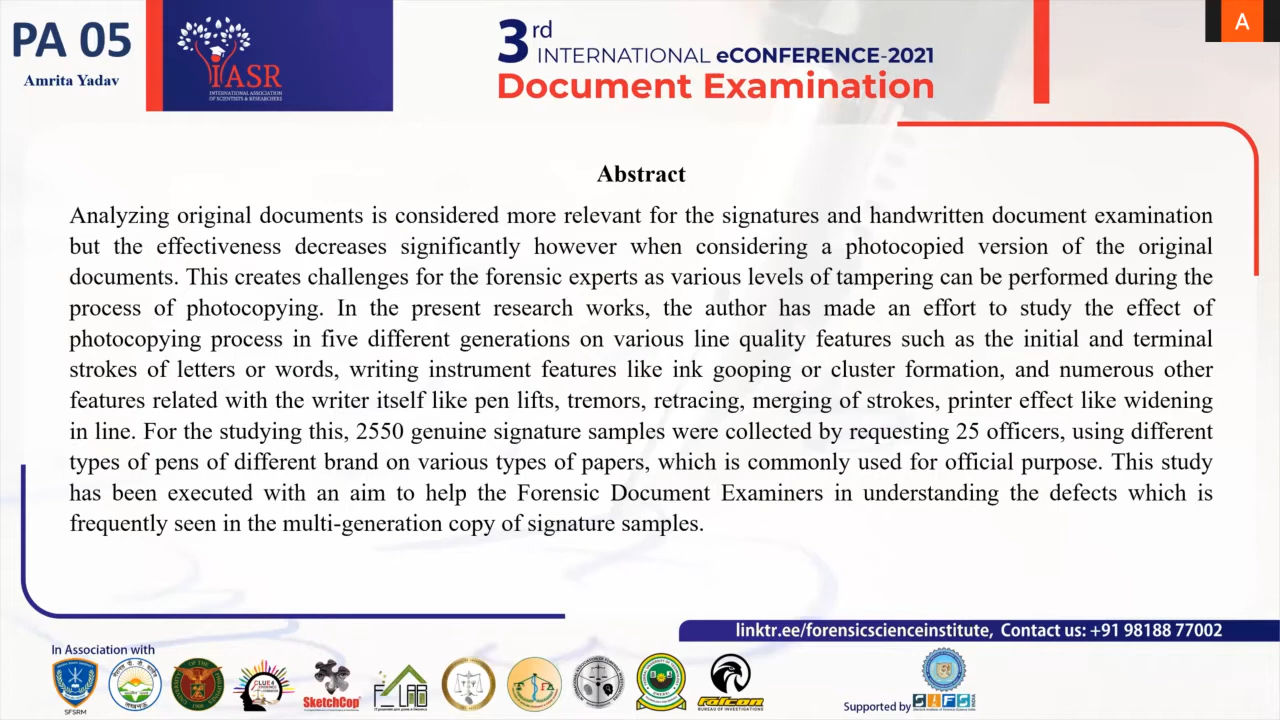 PA 05
Amrita Yadav
IASR
INTERNATIONAL ASSOCIATION
OF SCIENTISTS & RESEARCHERS
3rd
INTERNATIONAL eCONFERENCE-2021
Document Examination
A
Abstract
Analyzing original documents is considered more relevant for the signatures and handwritten document examination
but the effectiveness decreases significantly however when considering a photocopied version of the original
documents. This creates challenges for the forensic experts as various levels of tampering can be performed during the
process of photocopying. In the present research works, the author has made an effort to study the effect of
photocopying process in five different generations on various line quality features such as the initial and terminal
strokes of letters or words, writing instrument features like ink gooping or cluster formation, and numerous other
features related with the writer itself like pen lifts, tremors, retracing, merging of strokes, printer effect like widening
in line. For the studying this, 2550 genuine signature samples were collected by requesting 25 officers, using different
types of pens of different brand on various types of papers, which is commonly used for official purpose. This study
has been executed with an aim to help the Forensic Document Examiners in understanding the defects which is
frequently seen in the multi-generation copy of signature samples.
linktr.ee/forensicscienceinstitute, Contact us: +91 98188 77002
In Association with
SFSRM
CLUE4
SketchCop
F LAB
falcon
BUREAU OF INVESTIGATIONS
Supported by
SIFS
INDIA